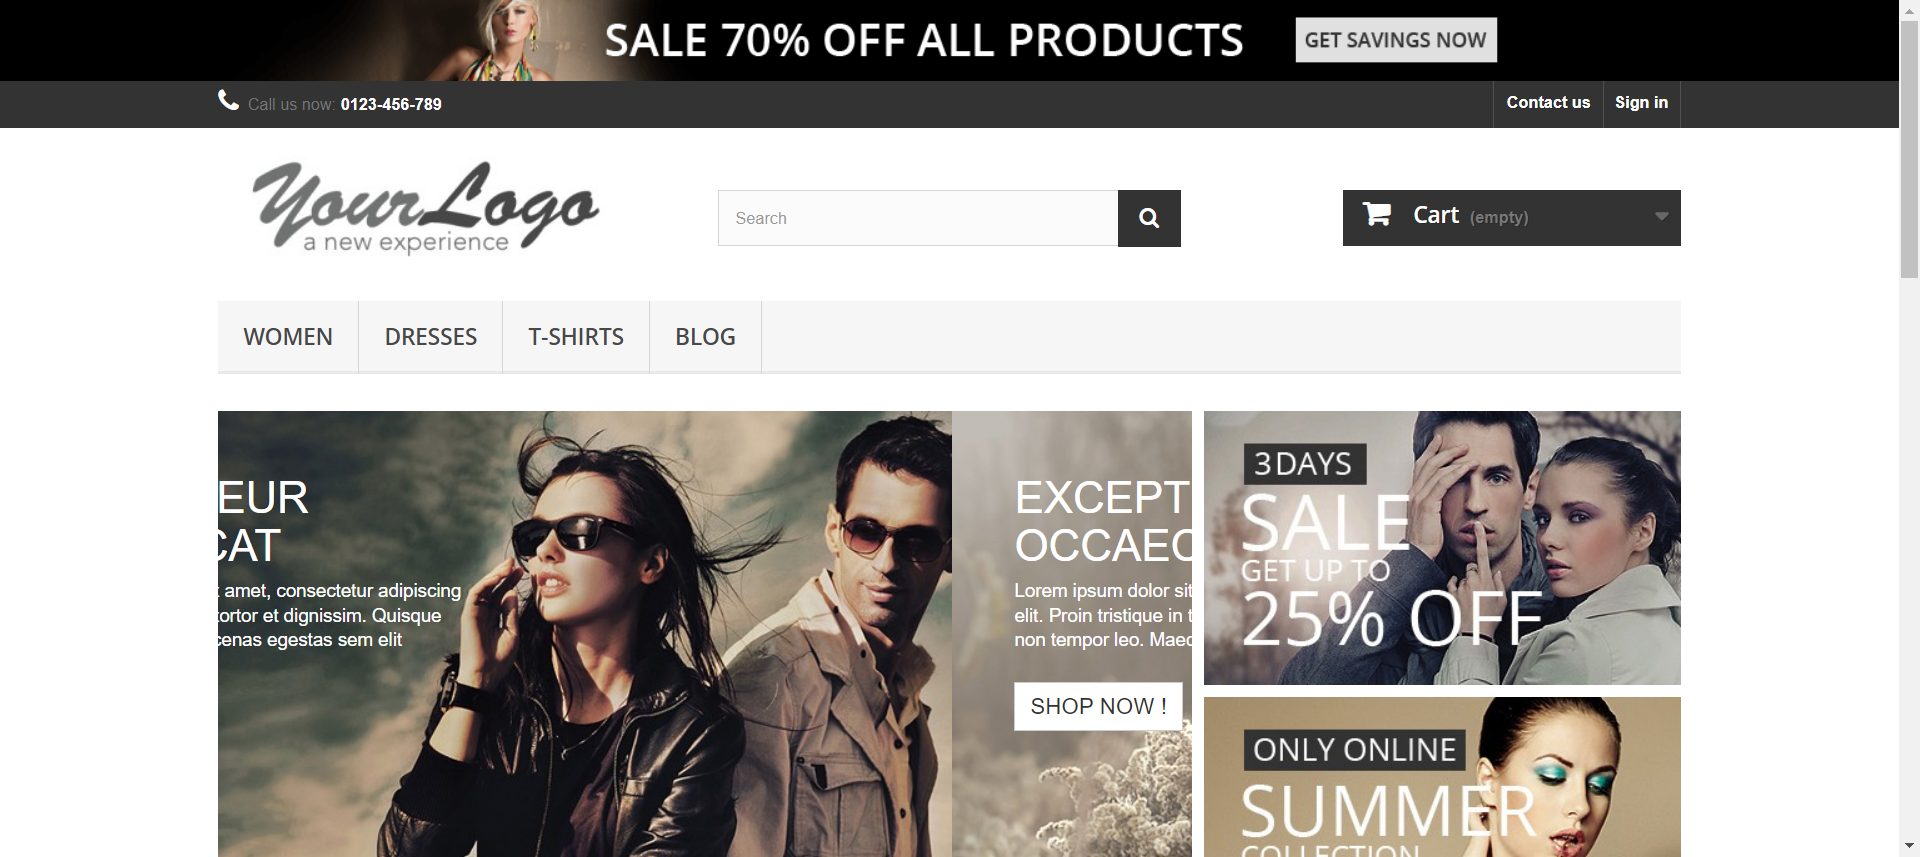 SALE 70% OFF ALL PRODUCTS
GET SAVINGS NOW
Call us now: 0123-456-789
Contact us
Sign in
YourLogo
a new experience
Search
Cart (empty)
WOMEN
DRESSES
T-SHIRTS
BLOG
EUR
CAT
t amet, consectetur adipiscing
tortor et dignissim. Quisque
cenas egestas sem elit
EXCEPT
OCCAEC
Lorem ipsum dolor sit
elit. Proin tristique in t
non tempor leo. Maec
SHOP NOW !
3 DAYS
SALE
GET UP TO
25% OFF
ONLY ONLINE
SUMMER
COLLECTION